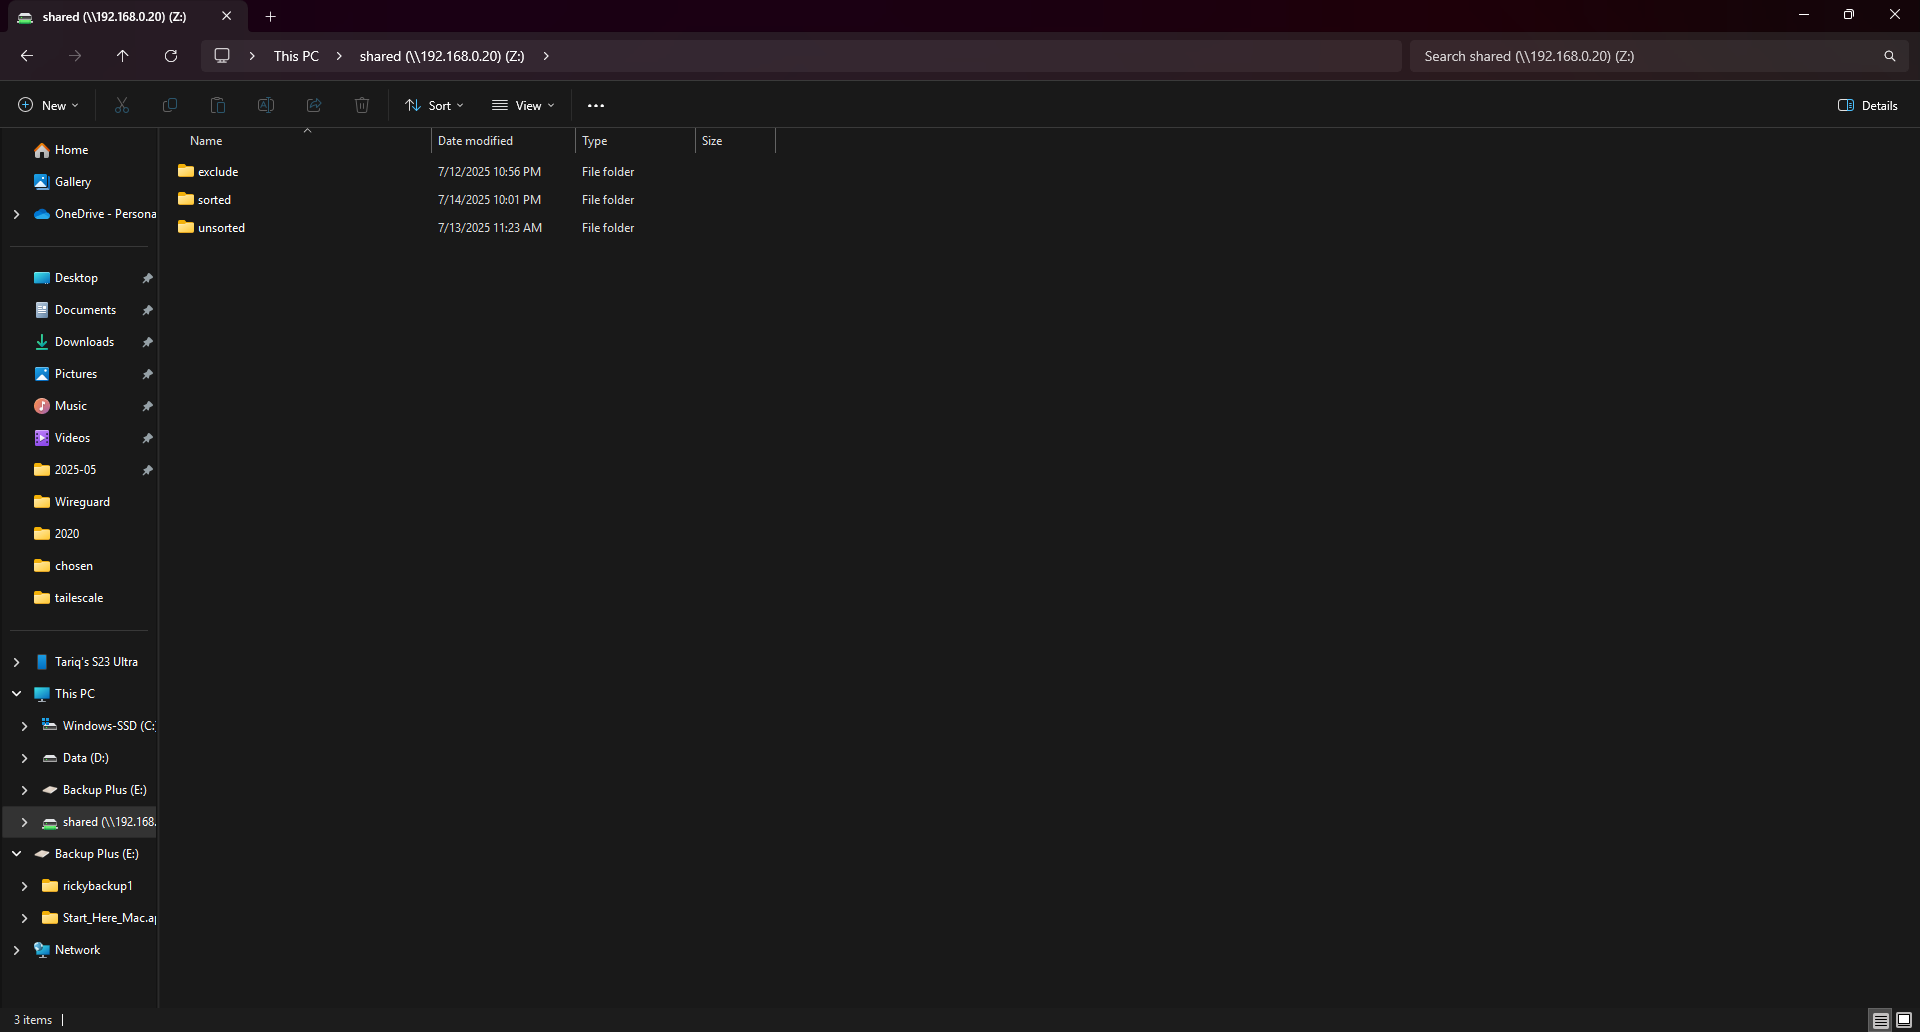 shared (\\192.168.0.20) (Z:)
This PC
shared (\\192.168.0.20) (Z:)
Search shared (\\192.168.0.20) (Z:)
New
Sort
View
Details
Name Date modified Type Size
exclude 7/12/2025 10:56 PM File folder
sorted 7/14/2025 10:01 PM File folder
unsorted 7/13/2025 11:23 AM File folder
Home
Gallery
OneDrive - Persona
Desktop
Documents
Downloads
Pictures
Music
Videos
2025-05
Wireguard
2020
chosen
tailescale
Tariq's S23 Ultra
This PC
Windows-SSD (C:
Data (D:)
Backup Plus (E:)
shared (\\192.168.
Backup Plus (E:)
rickybackup1
Start_Here_Mac.a
Network
3 items